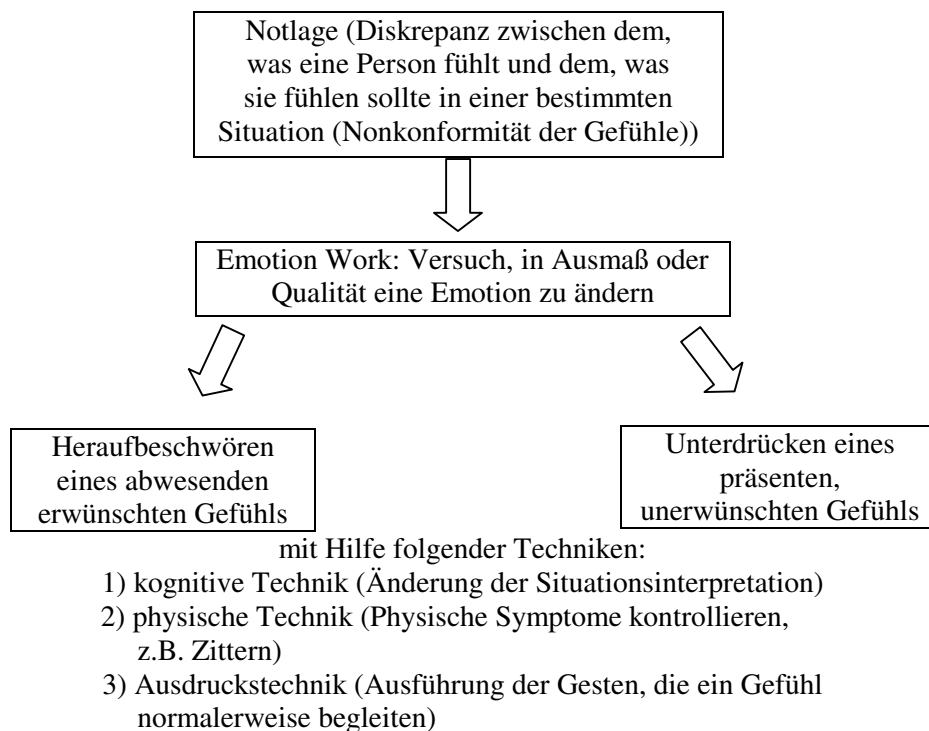 Notlage (Diskrepanz zwischen dem,
was eine Person fühlt und dem, was
sie fühlen sollte in einer bestimmten
Situation (Nonkonformität der Gefühle))
Emotion Work: Versuch, in Ausmaß oder
Qualität eine Emotion zu ändern
Heraufbeschwören
eines abwesenden
erwünschten Gefühls
Unterdrücken eines
präsenten,
unerwünschten Gefühls
mit Hilfe folgender Techniken:
1) kognitive Technik (Änderung der Situationsinterpretation)
2) physische Technik (Physische Symptome kontrollieren,
z.B. Zittern)
3) Ausdruckstechnik (Ausführung der Gesten, die ein Gefühl
normalerweise begleiten)